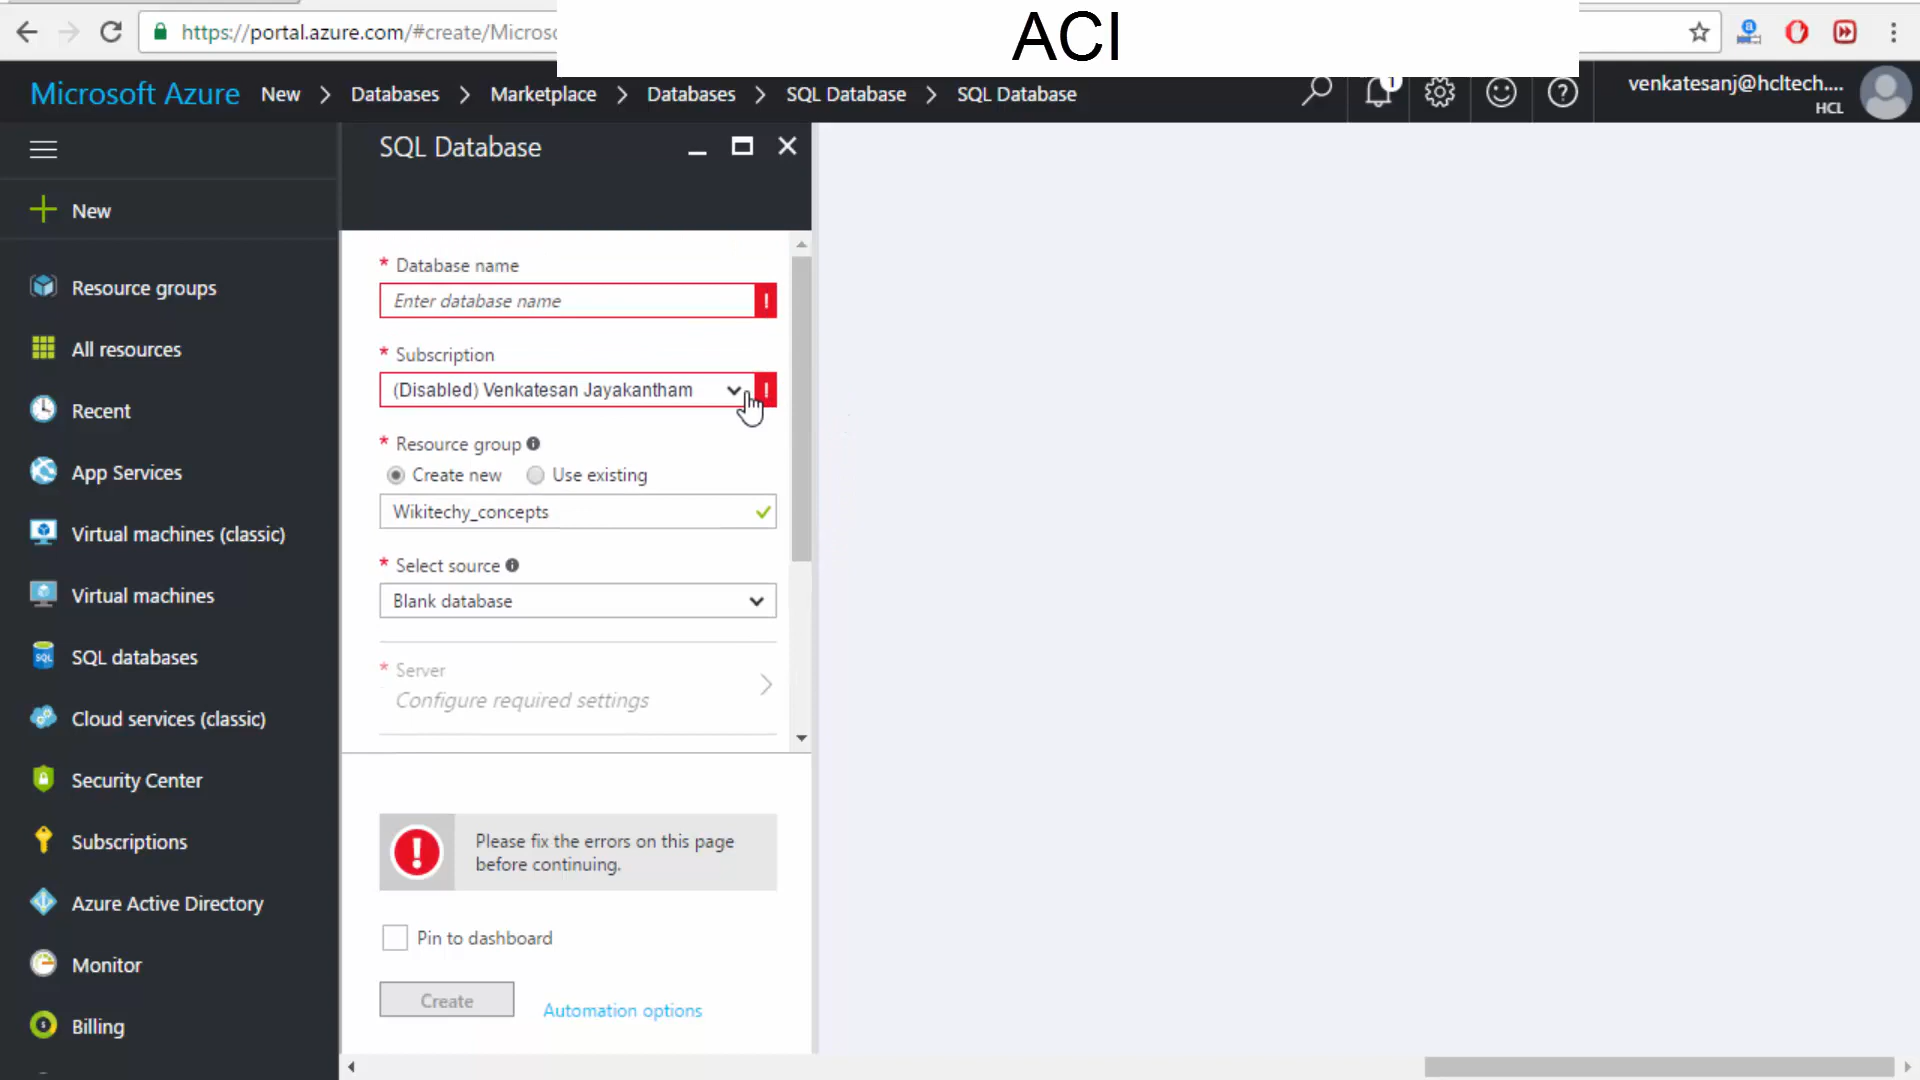 https://portal.azure.com/#create/Microso
ACI
Microsoft Azure New > Databases > Marketplace > Databases > SQL Database > SQL Database
1
venkatesanj@hcltech....
HCL
SQL Database
New
Resource groups
All resources
Recent
App Services
Virtual machines (classic)
Virtual machines
SQL
SQL databases
Cloud services (classic)
Security Center
Subscriptions
Azure Active Directory
Monitor
Billing
* Database name
Enter database name
!
* Subscription
(Disabled) Venkatesan Jayakantham
!
* Resource group
Create new Use existing
Wikitechy_concepts
* Select source
Blank database
* Server
Configure required settings
! Please fix the errors on this page
before continuing.
Pin to dashboard
Create
Automation options